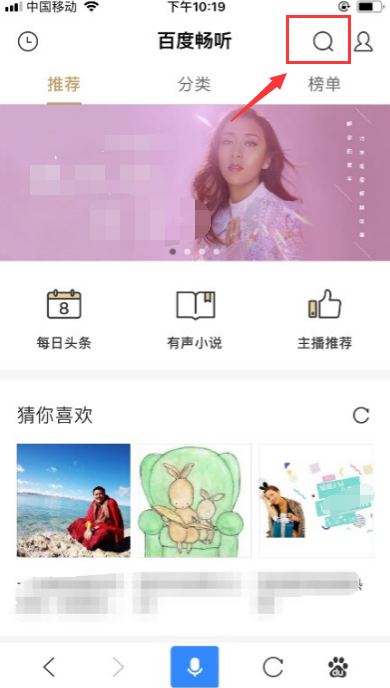 中国移动 下午10:19
百度畅听
推荐 分类 榜单
8
每日头条 有声小说 主播推荐
猜你喜欢
du